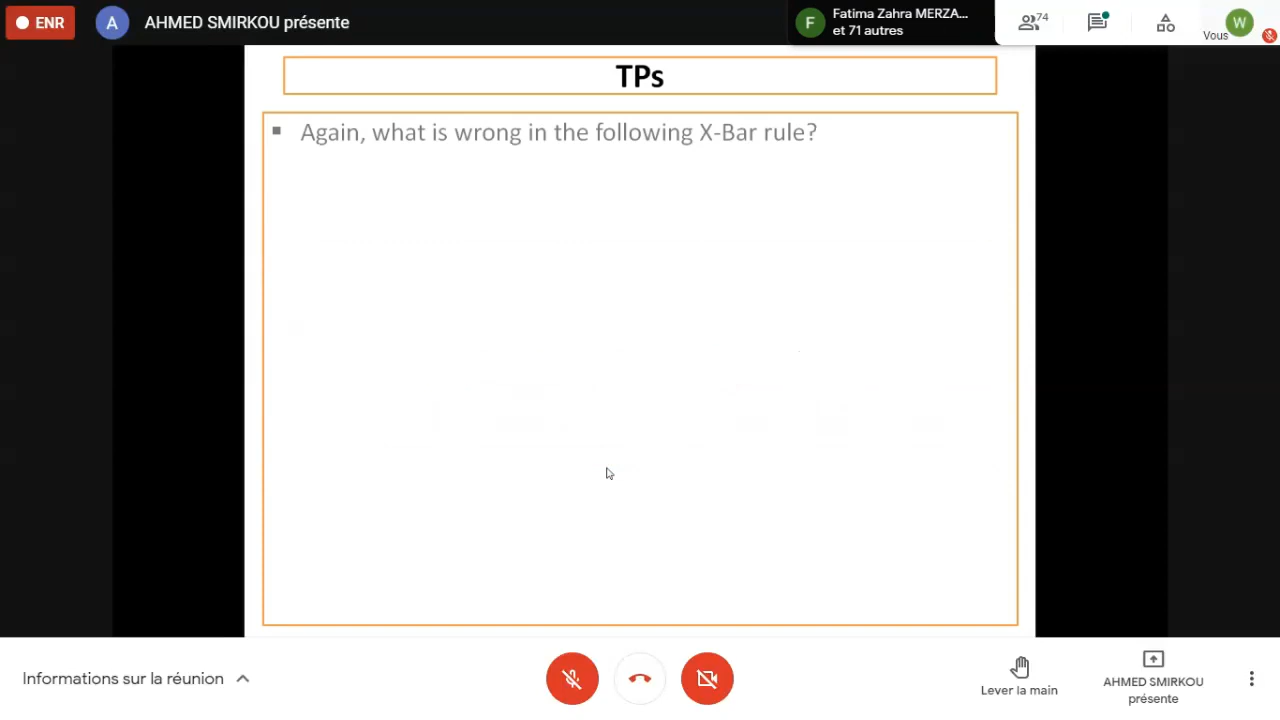 ENR
A
AHMED SMIRKOU présente
F
Fatima Zahra MERZA...
et 71 autres
74
Vous
W
TPs
Again, what is wrong in the following X-Bar rule?
Informations sur la réunion
Lever la main
AHMED SMIRKOU
présente